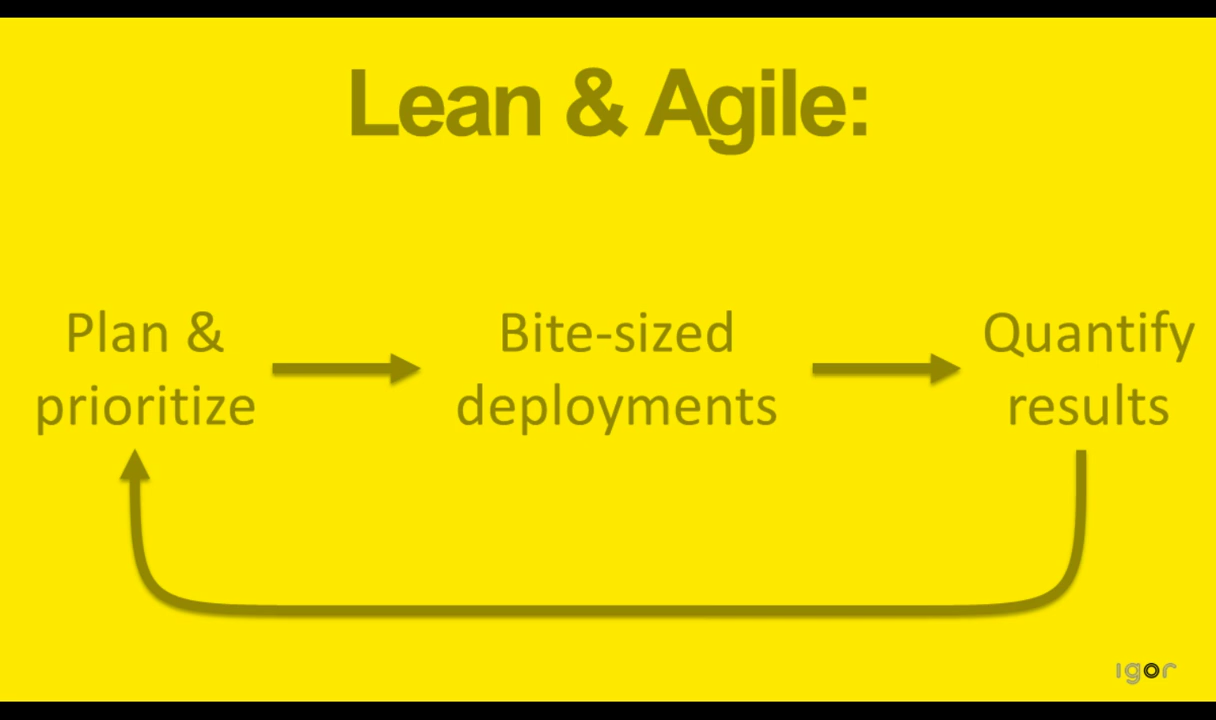 Lean & Agile:
Plan &
prioritize
Bite-sized
deployments
Quantify
results
igor